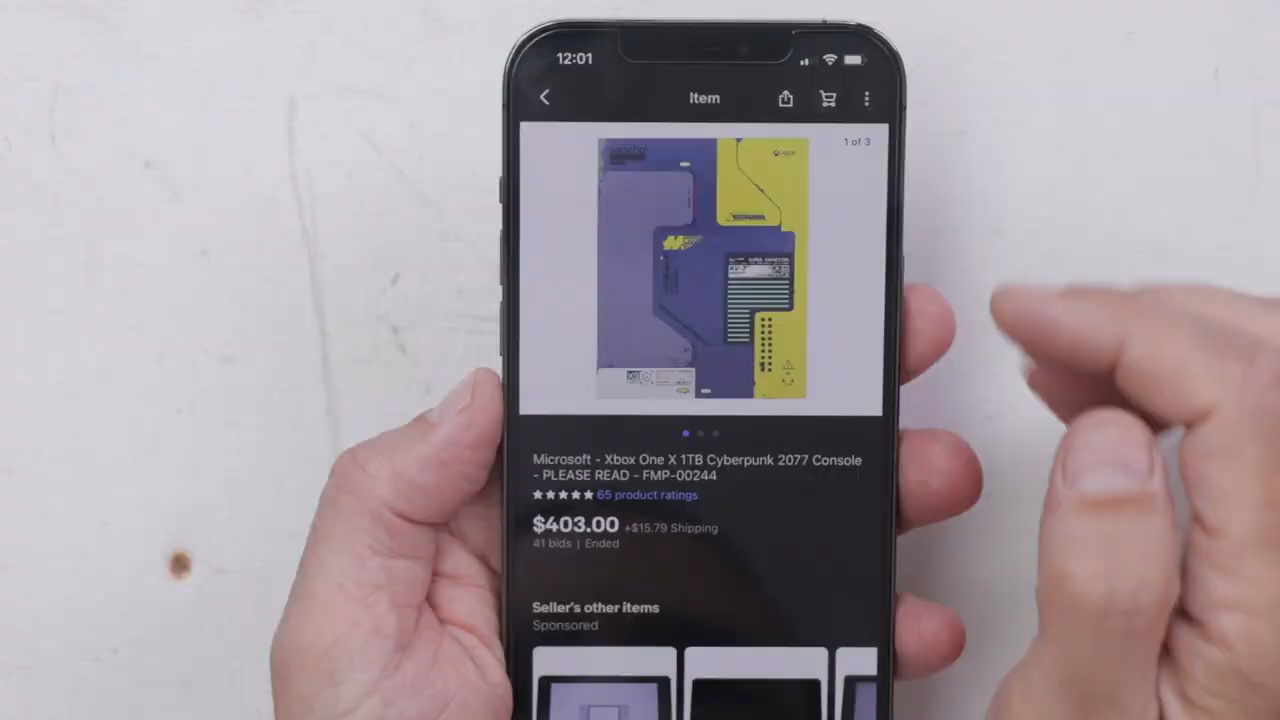 12:01
Item
1 of 3
XBOX
Microsoft - Xbox One X 1TB Cyberpunk 2077 Console
- PLEASE READ - FMP-00244
65 product ratings
$403.00 +$15.79 Shipping
41 bids | Ended
Seller's other items
Sponsored